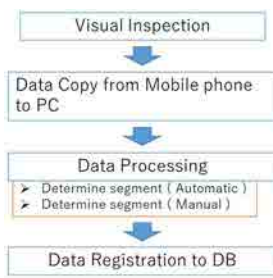 Visual Inspection
Data Copy from Mobile phone
to PC
Data Processing
➤ Determine segment ( Automatic )
➤ Determine segment ( Manual )
Data Registration to DB